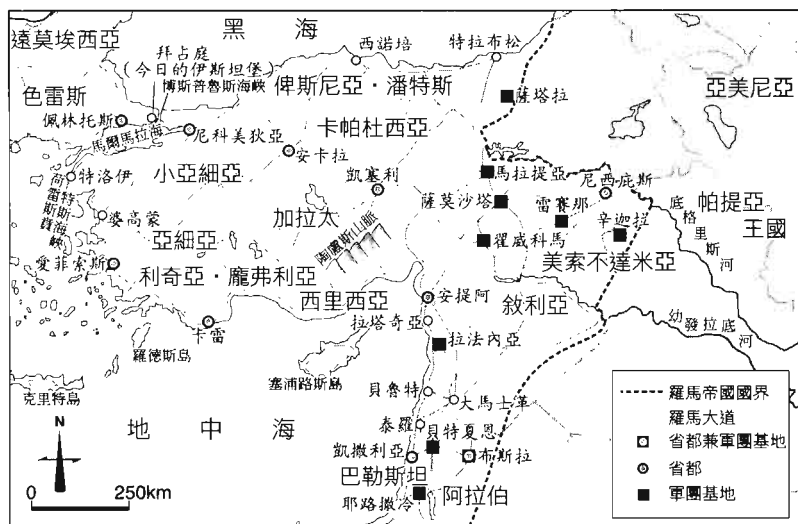 黑海
遠莫埃西亞
拜占庭
(今日的伊斯坦堡)
博斯普魯斯海峽
西諾培
特拉布松
色雷斯
俾斯尼亞・潘特斯
薩塔拉
亞美尼亞
佩林托斯
馬爾馬拉海
尼科美狄亞
卡帕杜西亞
安卡拉
特洛伊
小亞細亞
凱塞利
馬拉提亞
尼西庇斯
帕提亞
王國
底格里斯河
薩莫沙塔
雷賽那
辛迦拉
婆高蒙
加拉太
陶盧斯山脈
亞細亞
瞿威科馬
美索不達米亞
愛菲索斯
利奇亞・龐弗利亞
西里西亞
安提阿
敘利亞
幼發拉底河
拉塔奇亞
卡雷
拉法內亞
羅德斯島
塞浦路斯島
克里特島
貝魯特
大馬士革
地中海
泰羅
貝特夏恩
凱撒利亞
布斯拉
巴勒斯坦
阿拉伯
耶路撒冷
N
0 250km
羅馬帝國國界
羅馬大道
省都兼軍團基地
省都
軍團基地